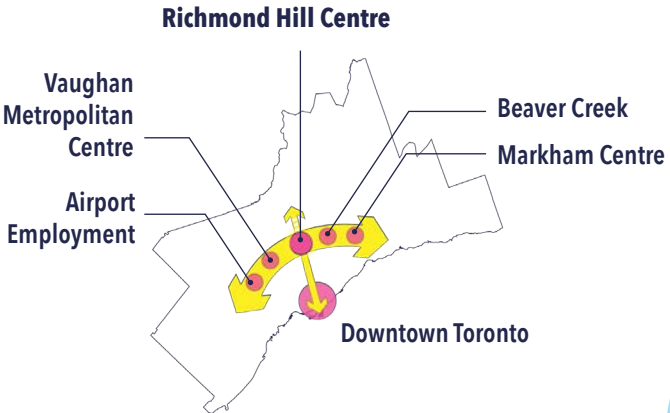 Richmond Hill Centre
Vaughan
Metropolitan
Centre
Beaver Creek
Markham Centre
Airport
Employment
Downtown Toronto